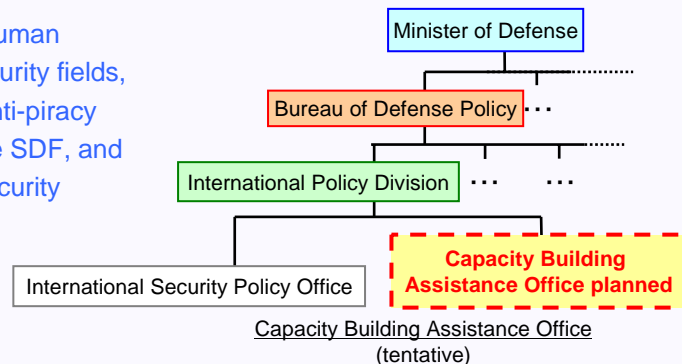 uman
urity fields,
nti-piracy
e SDF, and
curity
Minister of Defense
Bureau of Defense Policy
...
International Policy Division
...
...
International Security Policy Office
Capacity Building
Assistance Office planned
Capacity Building Assistance Office
(tentative)